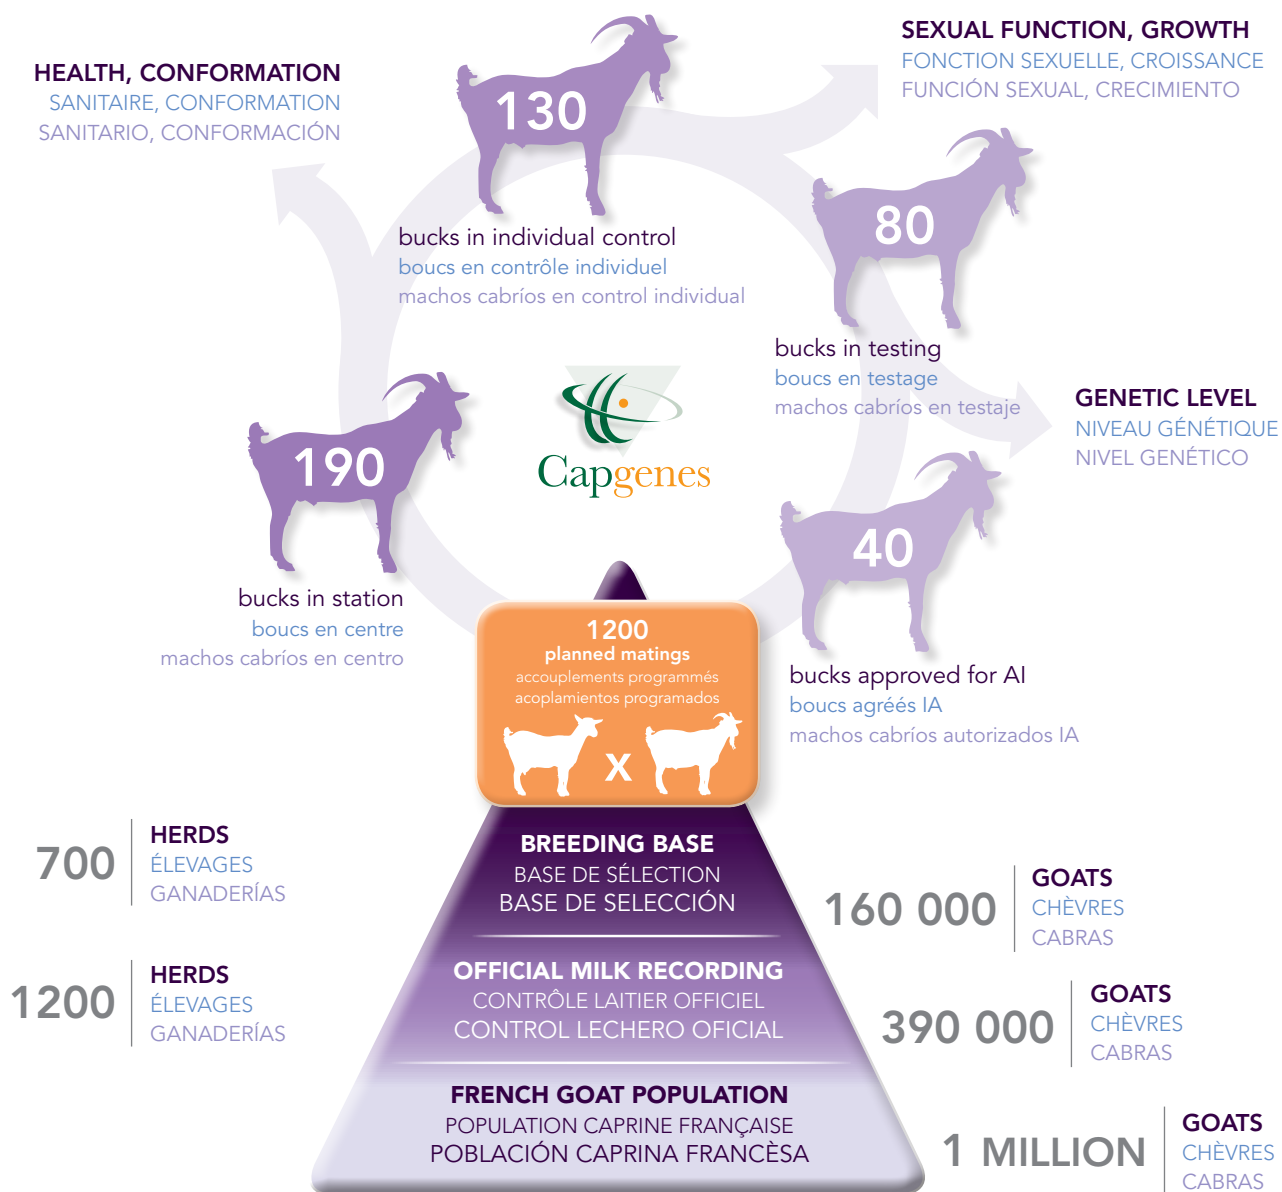 HEALTH, CONFORMATION
SANITAIRE, CONFORMATION
SANITARIO, CONFORMACIÓN
130
bucks in individual control
boucs en contrôle individuel
machos cabríos en control individual
SEXUAL FUNCTION, GROWTH
FONCTION SEXUELLE, CROISSANCE
FUNCIÓN SEXUAL, CRECIMIENTO
80
bucks in testing
boucs en testage
machos cabríos en testaje
GENETIC LEVEL
NIVEAU GÉNÉTIQUE
NIVEL GENÉTICO
190
bucks in station
boucs en centre
machos cabríos en centro
Capgenes
40
bucks approved for AI
boucs agréés IA
machos cabríos autorizados IA
1200
planned matings
accouplements programmés
acoplamientos programados
X
700
HERDS
ÉLEVAGES
GANADERÍAS
BREEDING BASE
BASE DE SÉLECTION
BASE DE SELECCIÓN
160 000
GOATS
CHÈVRES
CABRAS
1200
HERDS
ÉLEVAGES
GANADERÍAS
OFFICIAL MILK RECORDING
CONTRÔLE LAITIER OFFICIEL
CONTROL LECHERO OFICIAL
390 000
GOATS
CHÈVRES
CABRAS
FRENCH GOAT POPULATION
POPULATION CAPRINE FRANÇAISE
POBLACIÓN CAPRINA FRANCÈSA
1 MILLION
GOATS
CHÈVRES
CABRAS